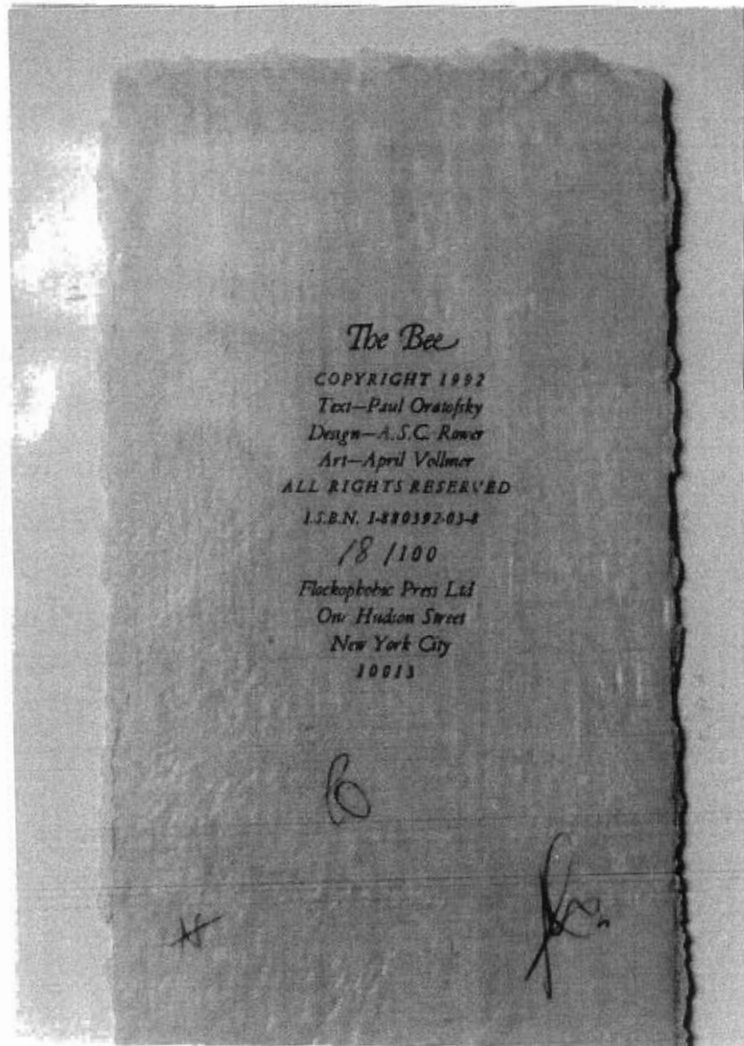 The Bee
COPYRIGHT 1992
Text—Paul Oratofsky
Design—A.S.C. Rower
Art—April Vollmer
ALL RIGHTS RESERVED
I.S.B.N. 1-880392-03-8
18/100
Flockophobic Press Ltd
One Hudson Street
New York City
10013